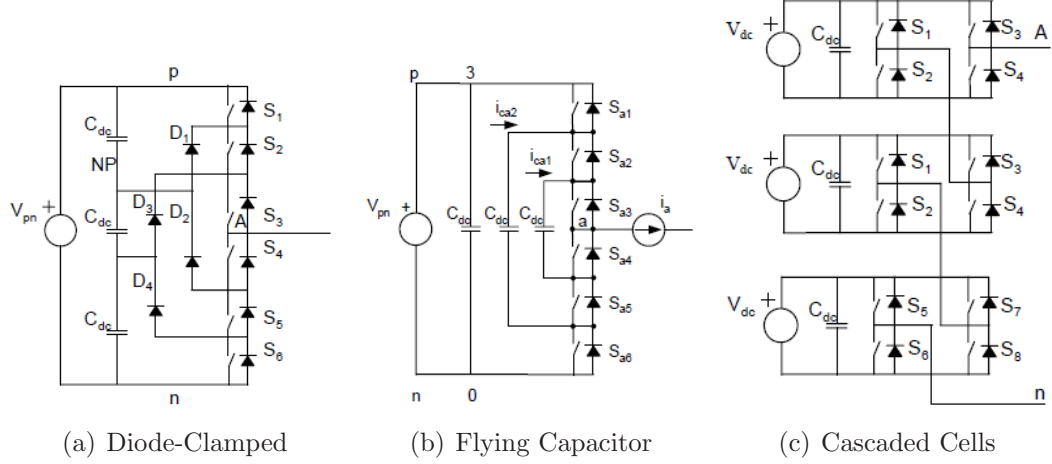 p
C_dc
D_1
S_1
NP
S_2
V_pn +
C_dc
D_3
D_2
A
S_3
S_4
D_4
C_dc
S_5
S_6
n
(a) Diode-Clamped
p 3
i_ca2
S_a1
i_ca1
S_a2
V_pn +
C_dc C_dc C_dc
a
S_a3
i_a
S_a4
S_a5
S_a6
n 0
(b) Flying Capacitor
V_dc +
C_dc
S_1
S_3
A
S_2
S_4
V_dc +
C_dc
S_1
S_3
S_2
S_4
V_dc +
C_dc
S_5
S_7
S_6
S_8
n
(c) Cascaded Cells